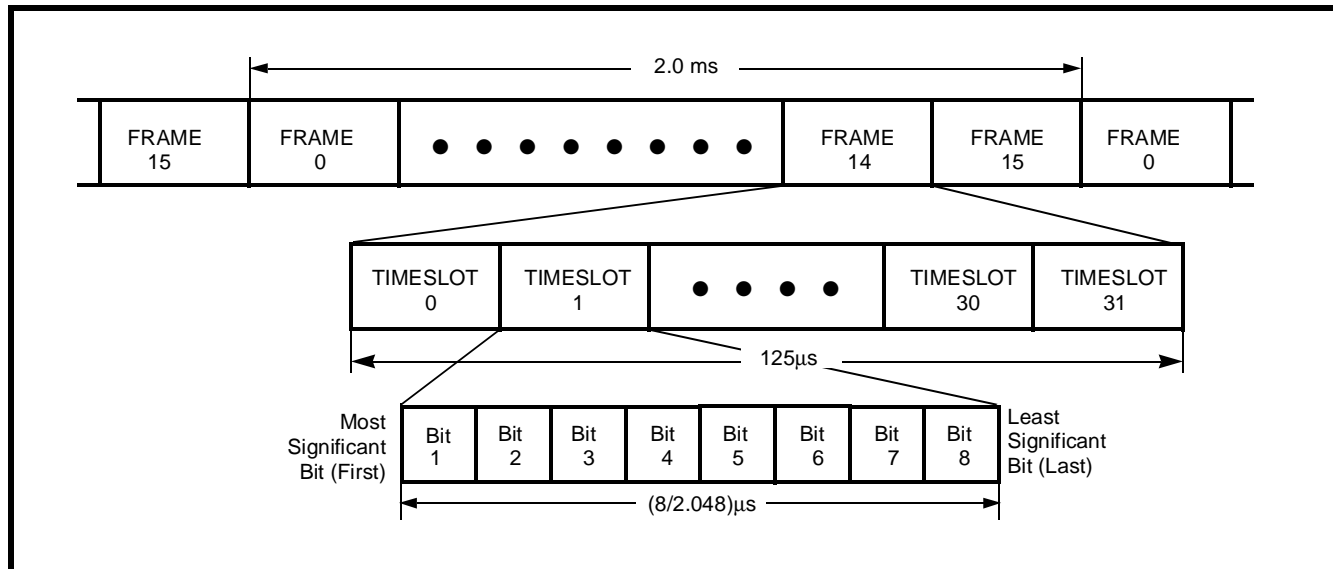 2.0 ms
FRAME
15
FRAME
0
FRAME
14
FRAME
15
FRAME
0
TIMESLOT
0
TIMESLOT
1
TIMESLOT
30
TIMESLOT
31
125μs
Most
Significant
Bit (First)
Bit
1
Bit
2
Bit
3
Bit
4
Bit
5
Bit
6
Bit
7
Bit
8
Least
Significant
Bit (Last)
(8/2.048)μs